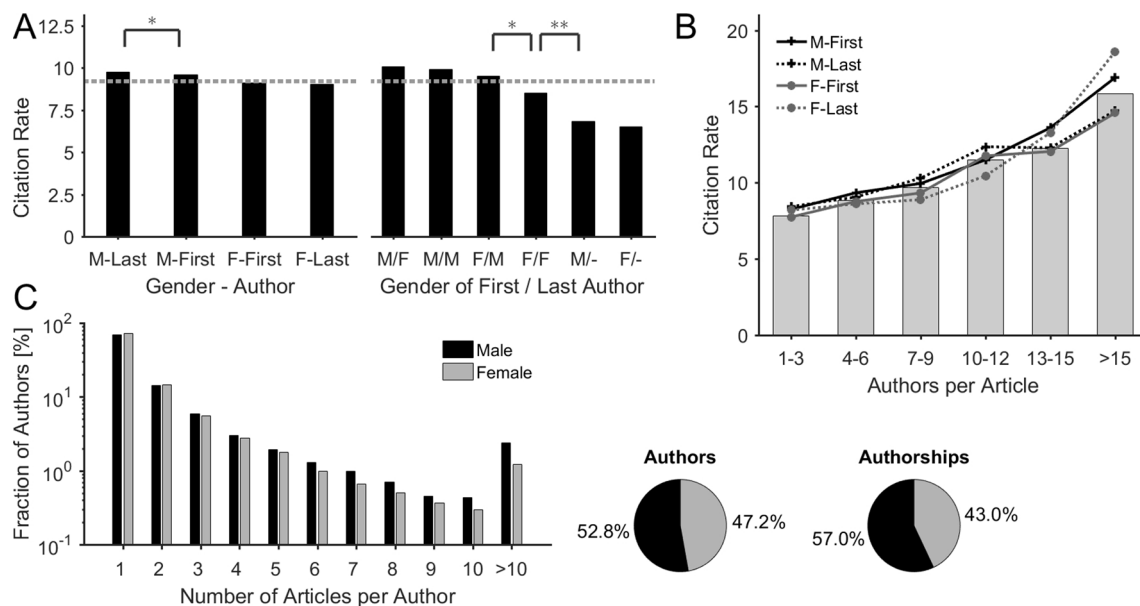 A
* * **
12.5
10
7.5
5
2.5
0
Citation Rate
M-Last M-First F-First F-Last
Gender - Author
M/F M/M F/M F/F M/- F/-
Gender of First / Last Author
B
M-First
M-Last
F-First
F-Last
20
15
10
5
0
Citation Rate
1-3 4-6 7-9 10-12 13-15 >15
Authors per Article
C
10^2
10^1
10^0
10^-1
Fraction of Authors [%]
Male
Female
1 2 3 4 5 6 7 8 9 10 >10
Number of Articles per Author
Authors
52.8% 47.2%
Authorships
57.0% 43.0%